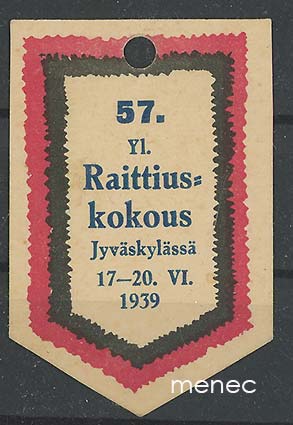 57.
Yl.
Raittius=
kokous
Jyväskylässä
17—20. VI.
1939
menec